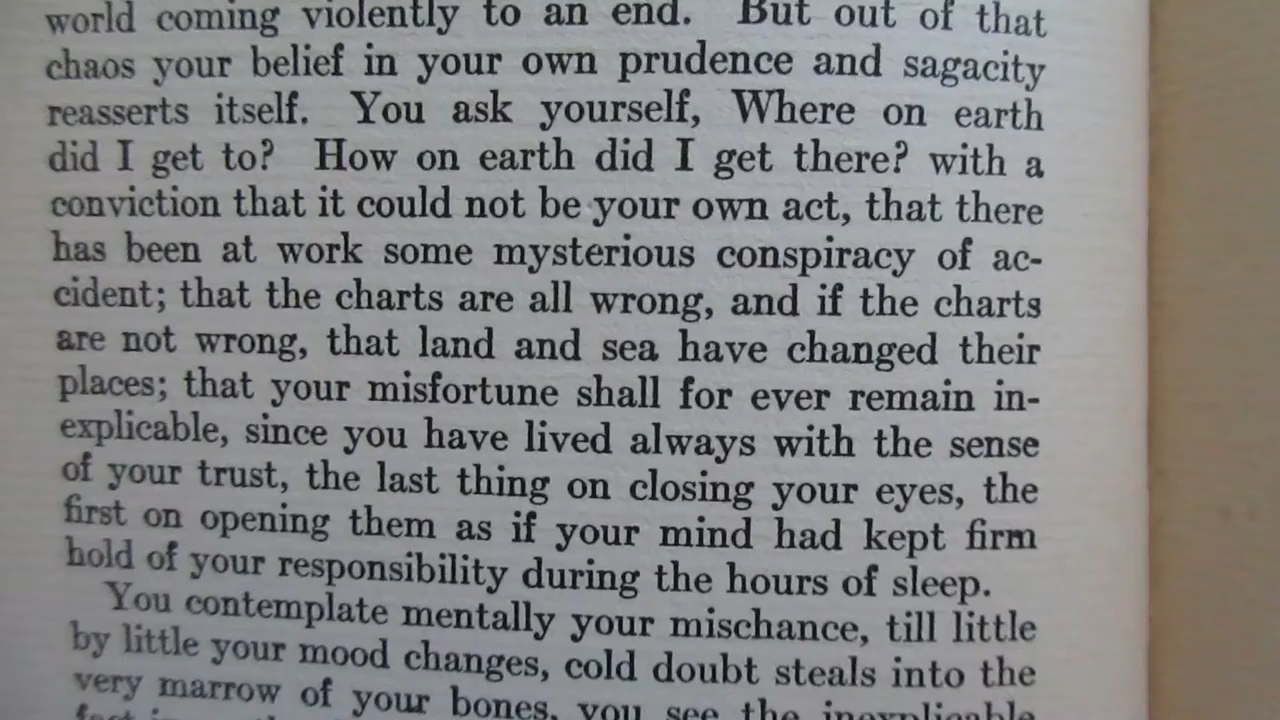 world coming violently to an end. But out of that
chaos your belief in your own prudence and sagacity
reasserts itself. You ask yourself, Where on earth
did I get to? How on earth did I get there? with a
conviction that it could not be your own act, that there
has been at work some mysterious conspiracy of ac-
cident; that the charts are all wrong, and if the charts
are not wrong, that land and sea have changed their
places; that your misfortune shall for ever remain in-
explicable, since you have lived always with the sense
of your trust, the last thing on closing your eyes, the
first on opening them as if your mind had kept firm
hold of your responsibility during the hours of sleep.
You contemplate mentally your mischance, till little
by little your mood changes, cold doubt steals into the
very marrow of your bones, you see the inexplicable